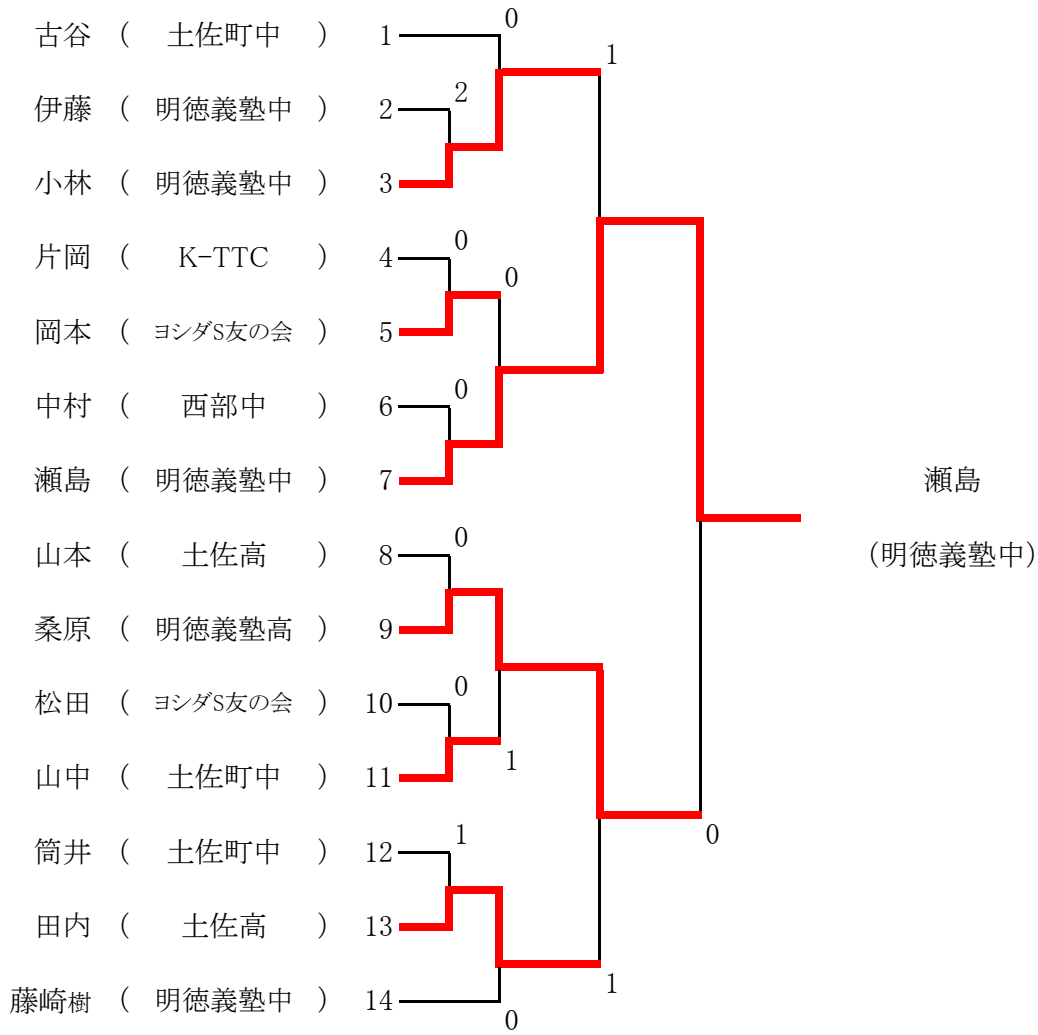 0
古谷 ( 土佐町中 ) 1
1
2
伊藤 ( 明徳義塾中 ) 2
小林 ( 明徳義塾中 ) 3
0
片岡 ( K-TTC ) 4
0
岡本 ( ヨシダS友の会 ) 5
0
中村 ( 西部中 ) 6
瀬島 ( 明徳義塾中 ) 7
瀬島
(明徳義塾中)
0
山本 ( 土佐高 ) 8
桑原 ( 明徳義塾高 ) 9
0
松田 ( ヨシダS友の会 ) 10
1
山中 ( 土佐町中 ) 11
1
0
筒井 ( 土佐町中 ) 12
田内 ( 土佐高 ) 13
1
藤崎樹 ( 明徳義塾中 ) 14
0